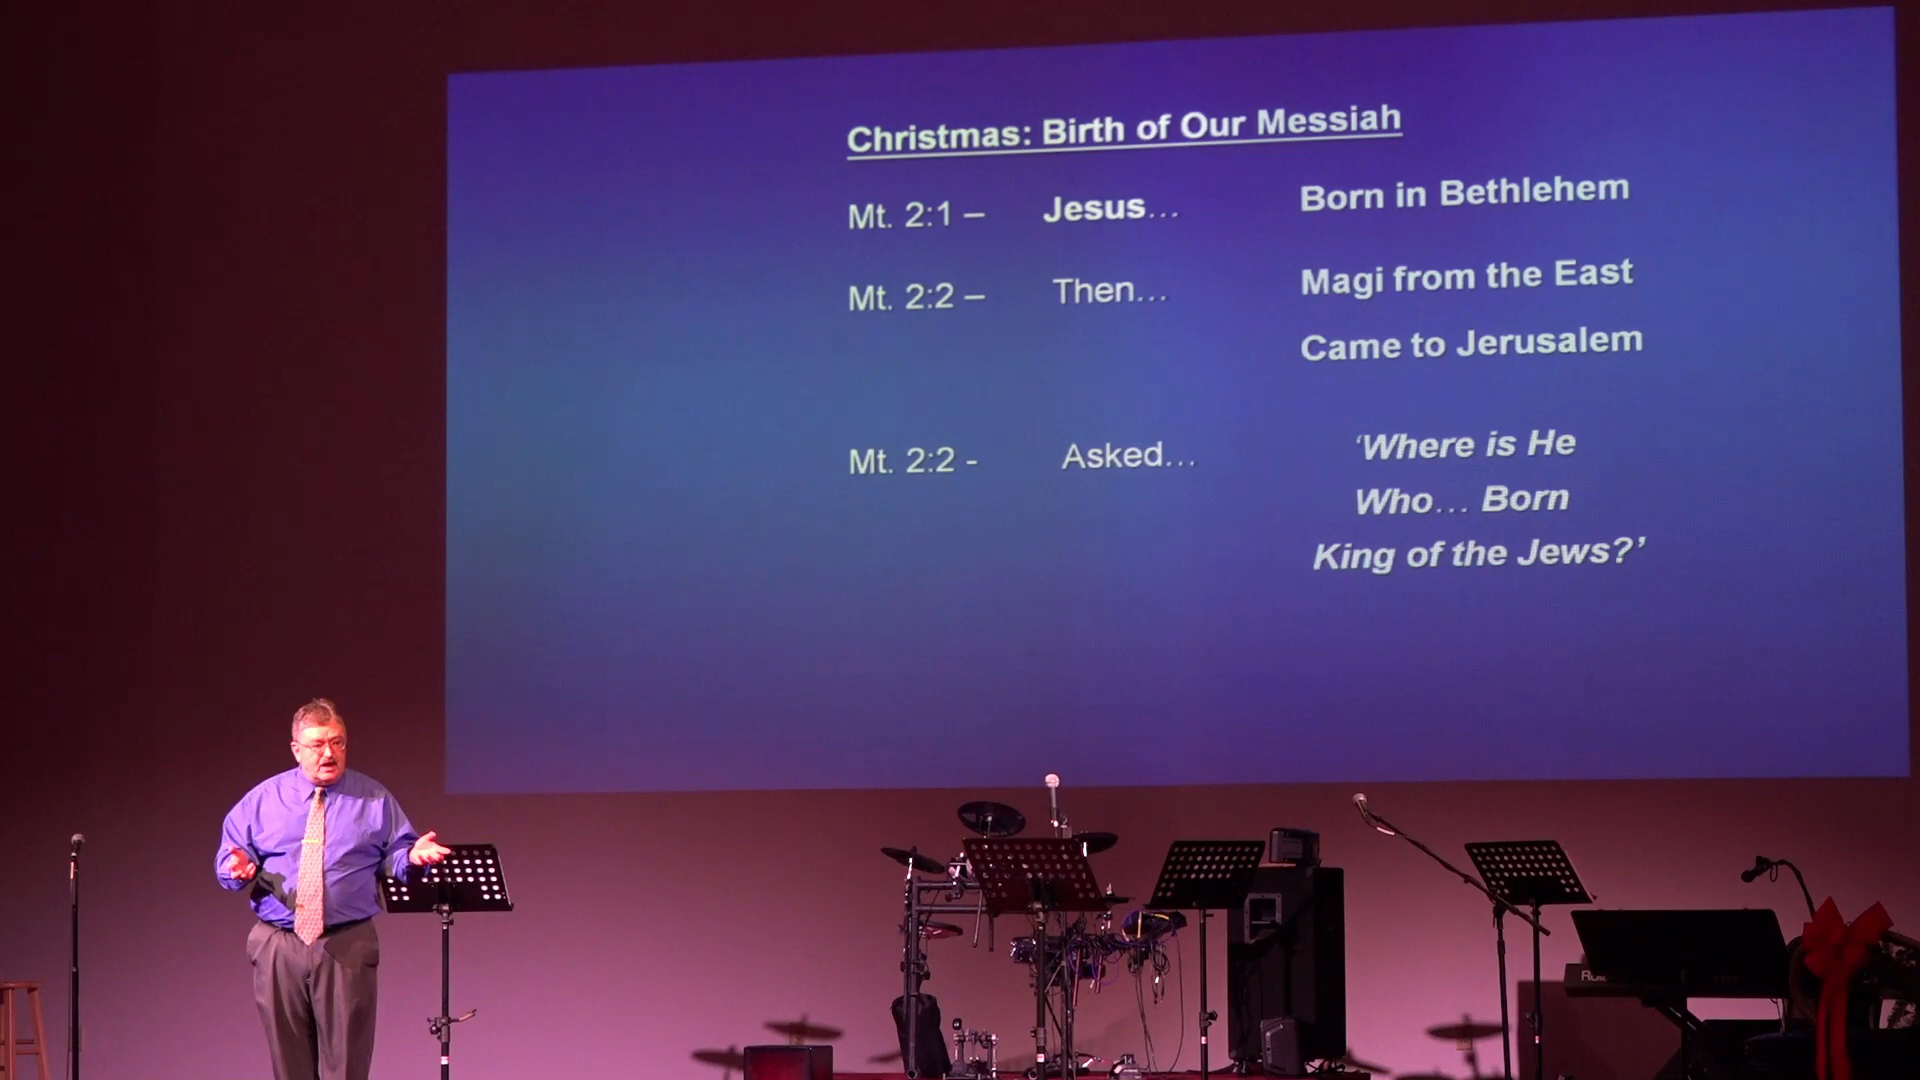 Christmas: Birth of Our Messiah
Mt. 2:1 – Jesus… Born in Bethlehem
Mt. 2:2 – Then… Magi from the East
Came to Jerusalem
Mt. 2:2 - Asked… ‘Where is He
Who… Born
King of the Jews?’